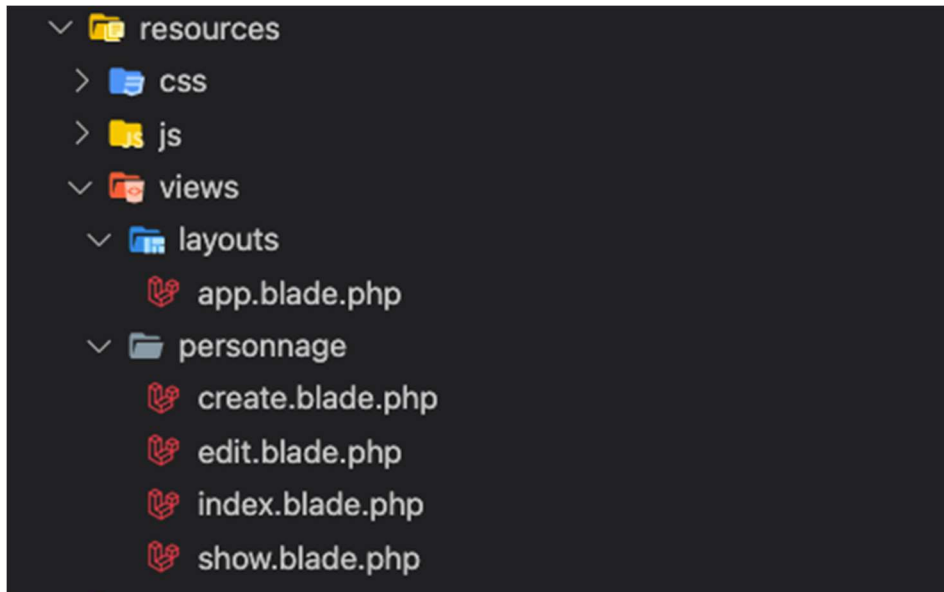 resources
css
js
views
layouts
app.blade.php
personnage
create.blade.php
edit.blade.php
index.blade.php
show.blade.php